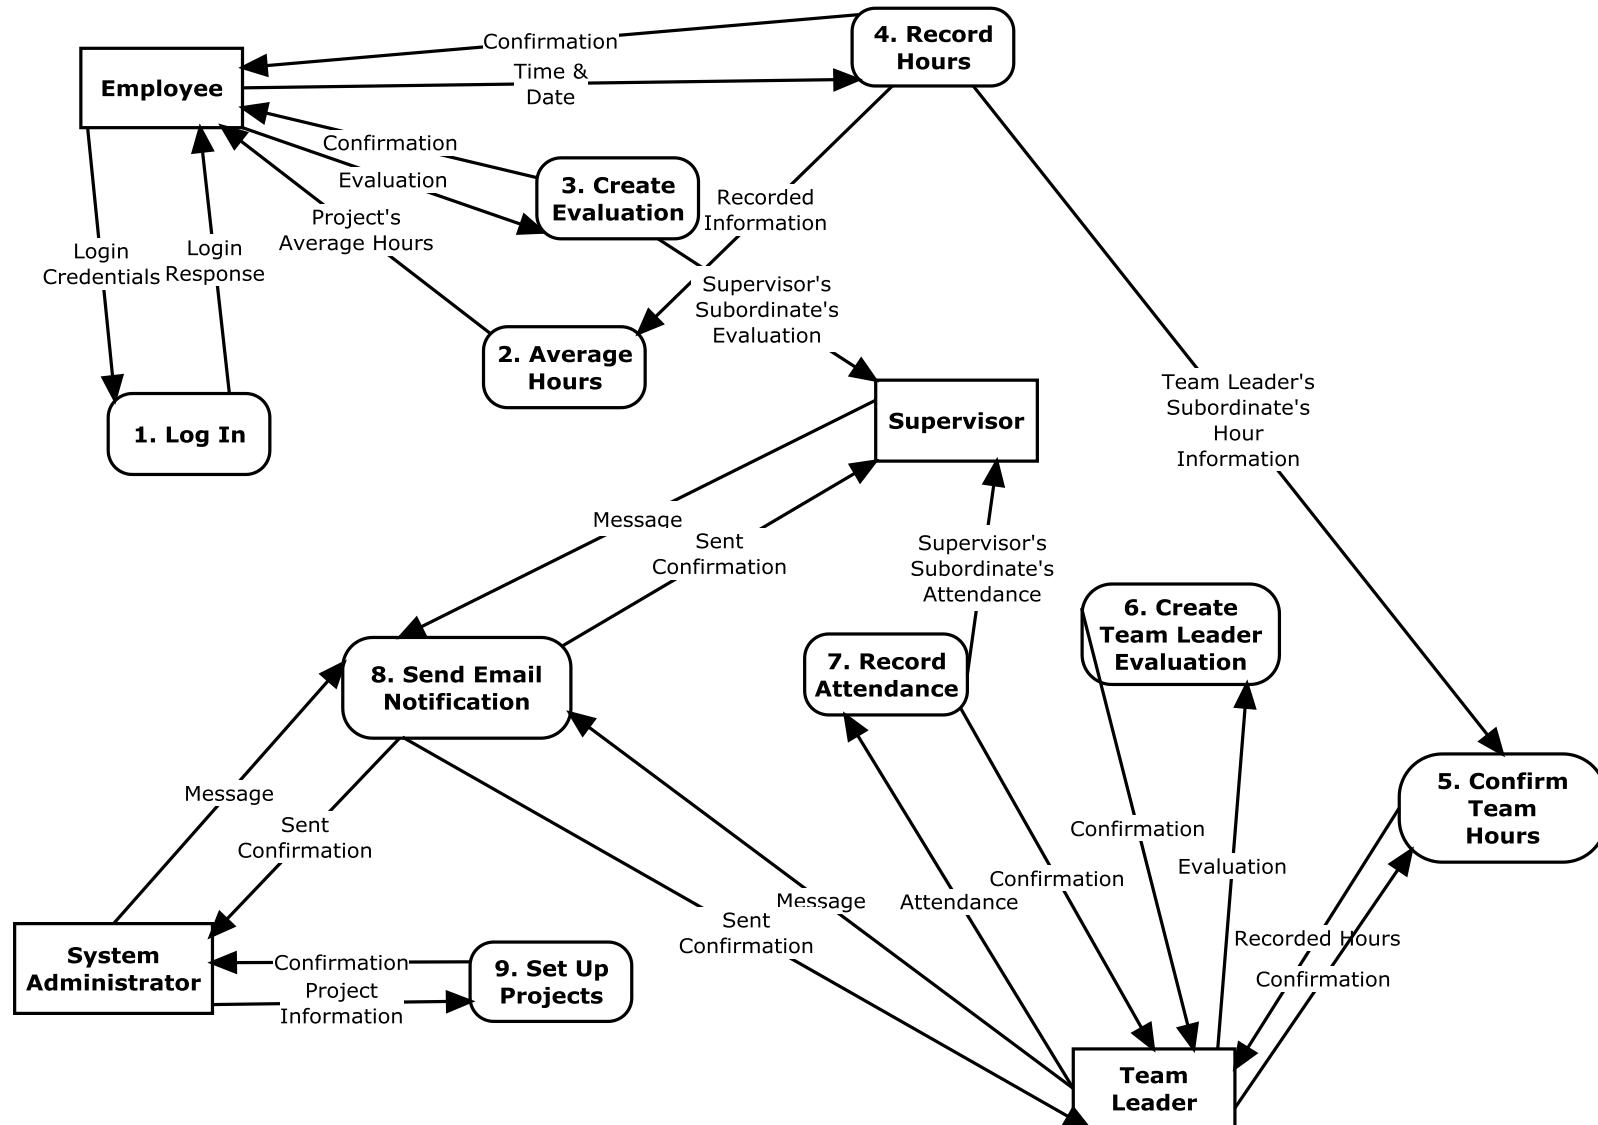 4. Record
Hours
Confirmation
Employee
Time &
Date
Confirmation
Evaluation
3. Create
Evaluation
Recorded
Information
Project's
Average Hours
Login
Credentials
Login
Response
Supervisor's
Subordinate's
Evaluation
2. Average
Hours
1. Log In
Supervisor
Team Leader's
Subordinate's
Hour
Information
Message
Sent
Confirmation
Supervisor's
Subordinate's
Attendance
6. Create
Team Leader
Evaluation
8. Send Email
Notification
7. Record
Attendance
5. Confirm
Team
Hours
Message
Sent
Confirmation
Confirmation
Evaluation
Confirmation
Attendance
Message
Sent
Confirmation
Recorded Hours
Confirmation
System
Administrator
Confirmation
Project
Information
9. Set Up
Projects
Team
Leader